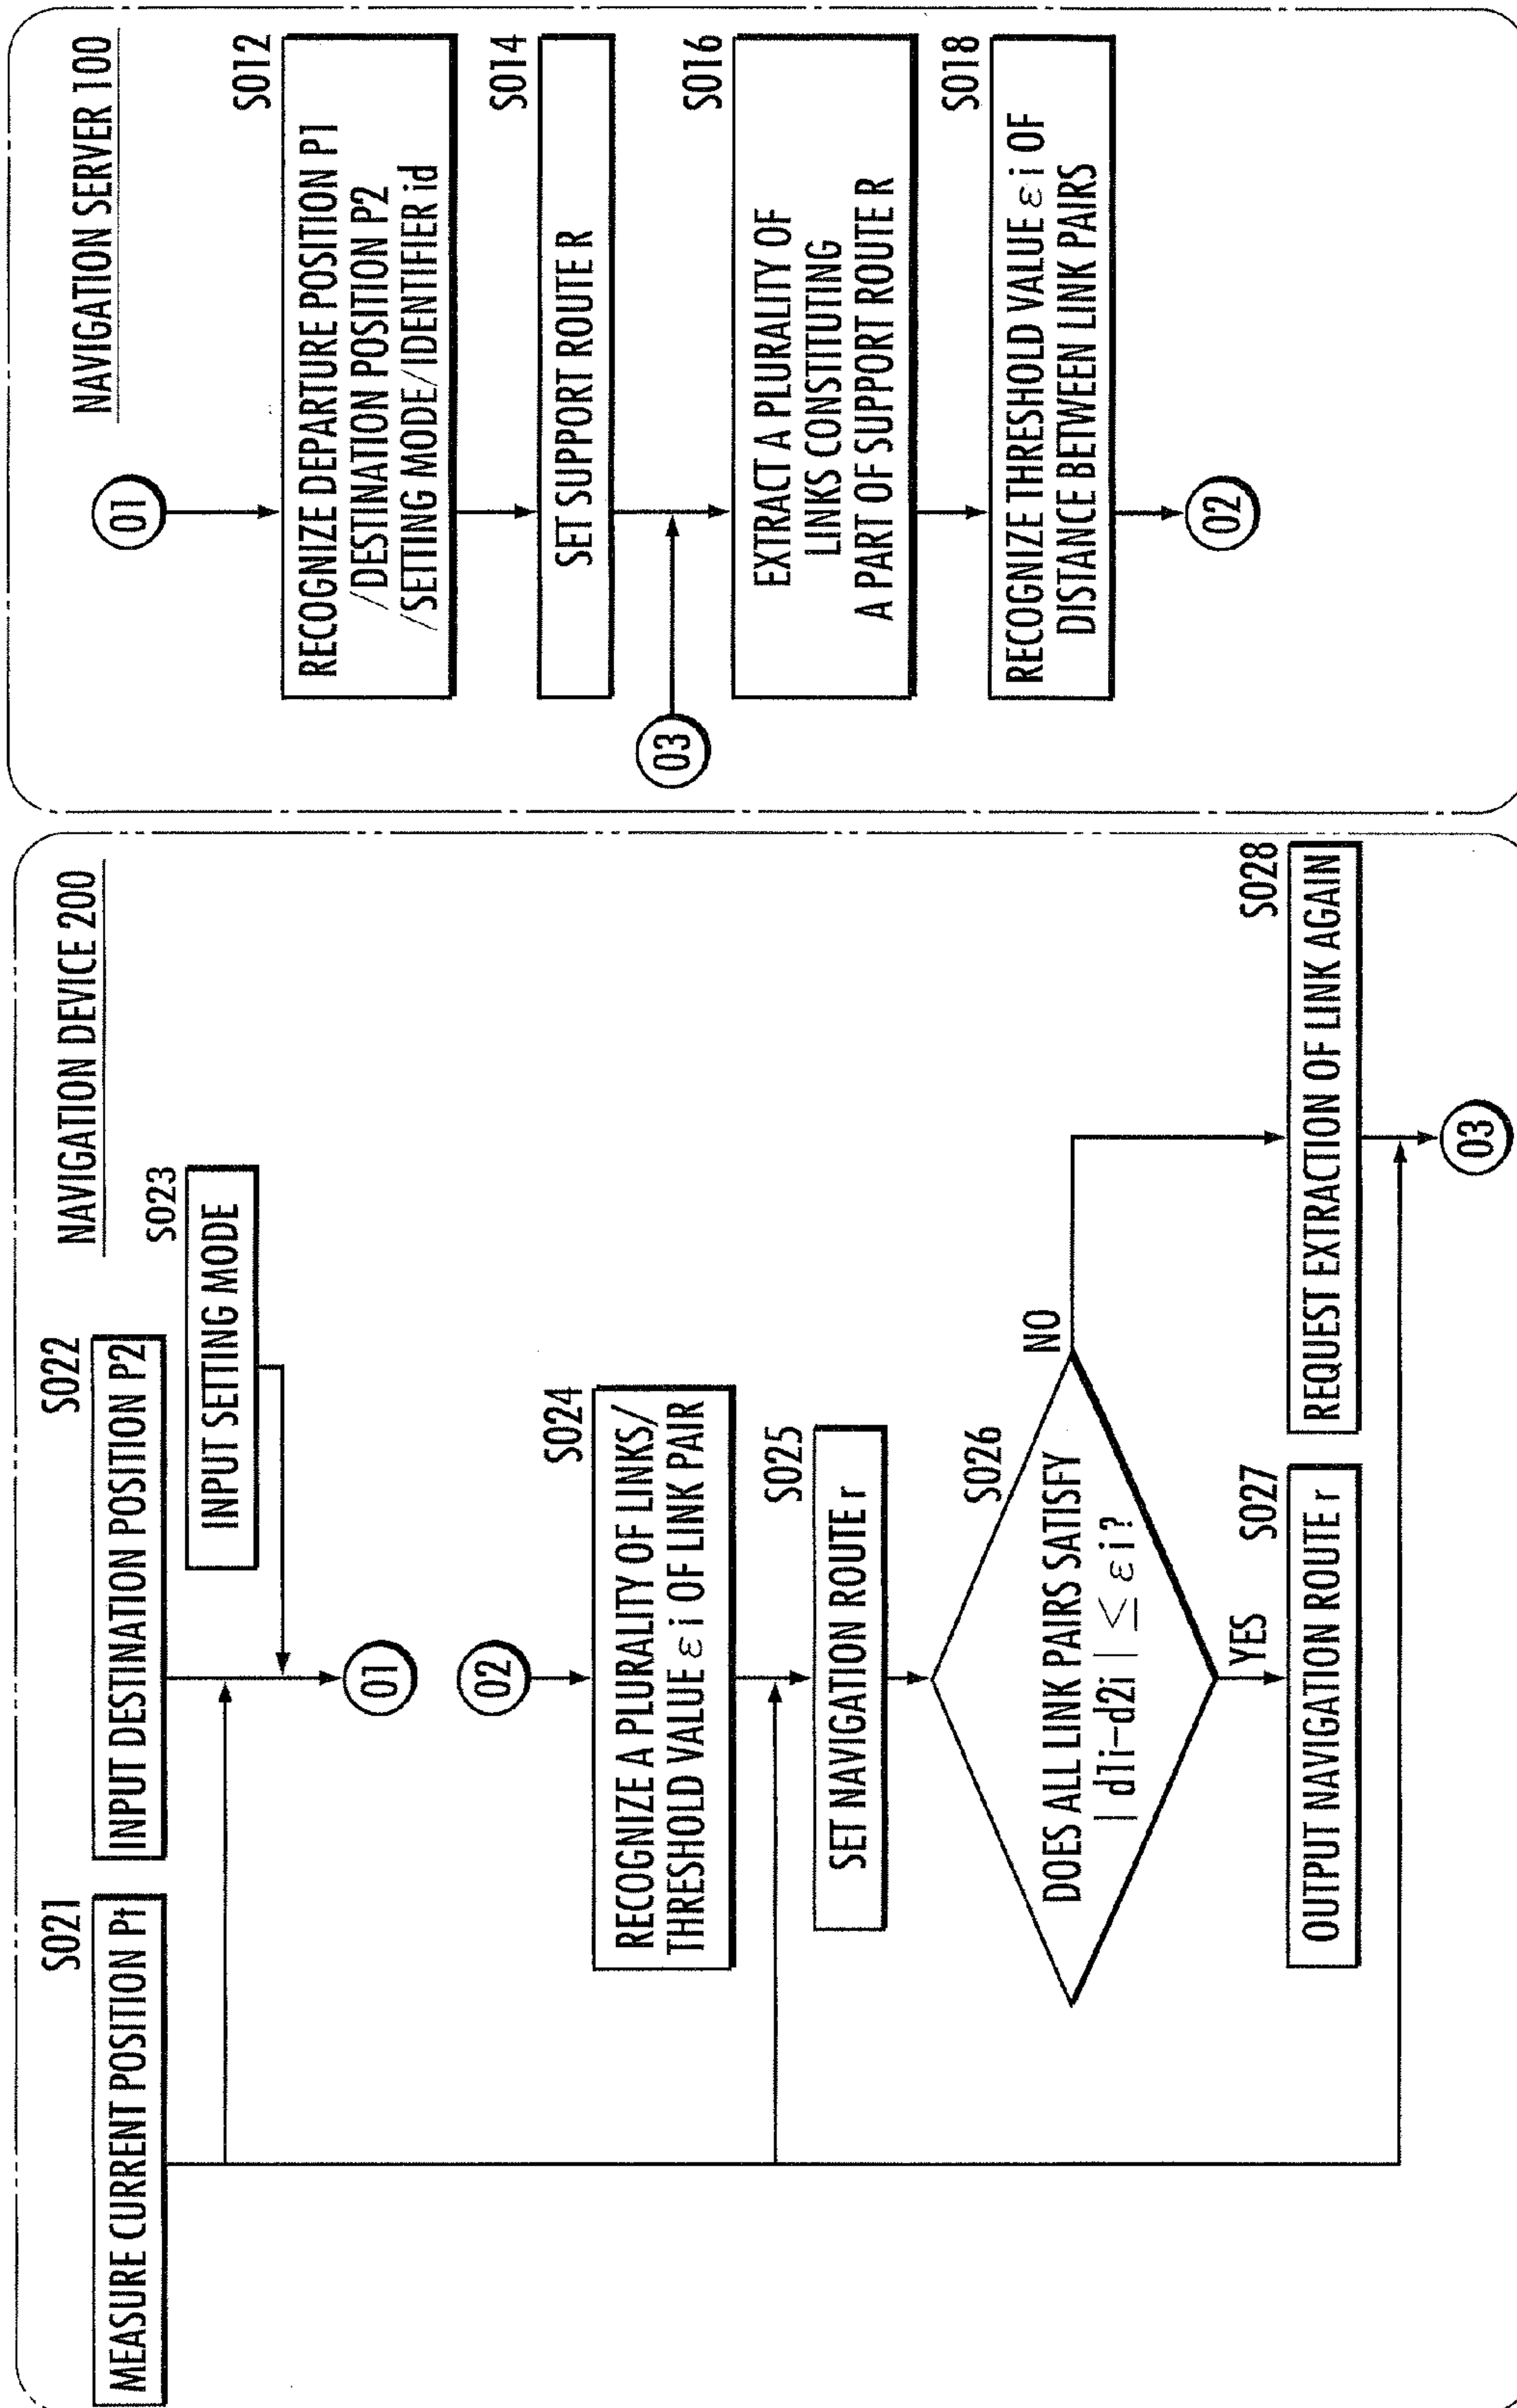 NAVIGATION DEVICE 200
S021
MEASURE CURRENT POSITION Pt
S022
INPUT DESTINATION POSITION P2
S023
INPUT SETTING MODE
01
02
S024
RECOGNIZE A PLURALITY OF LINKS/
THRESHOLD VALUE ε i OF LINK PAIR
S025
SET NAVIGATION ROUTE r
S026
DOES ALL LINK PAIRS SATISFY
| d1i-d2i | ≤ ε i?
NO
YES
S027
OUTPUT NAVIGATION ROUTE r
S028
REQUEST EXTRACTION OF LINK AGAIN
03
NAVIGATION SERVER 100
01
S012
RECOGNIZE DEPARTURE POSITION P1
/DESTINATION POSITION P2
/SETTING MODE/IDENTIFIER id
S014
SET SUPPORT ROUTE R
03
S016
EXTRACT A PLURALITY OF
LINKS CONSTITUTING
A PART OF SUPPORT ROUTE R
S018
RECOGNIZE THRESHOLD VALUE ε i OF
DISTANCE BETWEEN LINK PAIRS
02